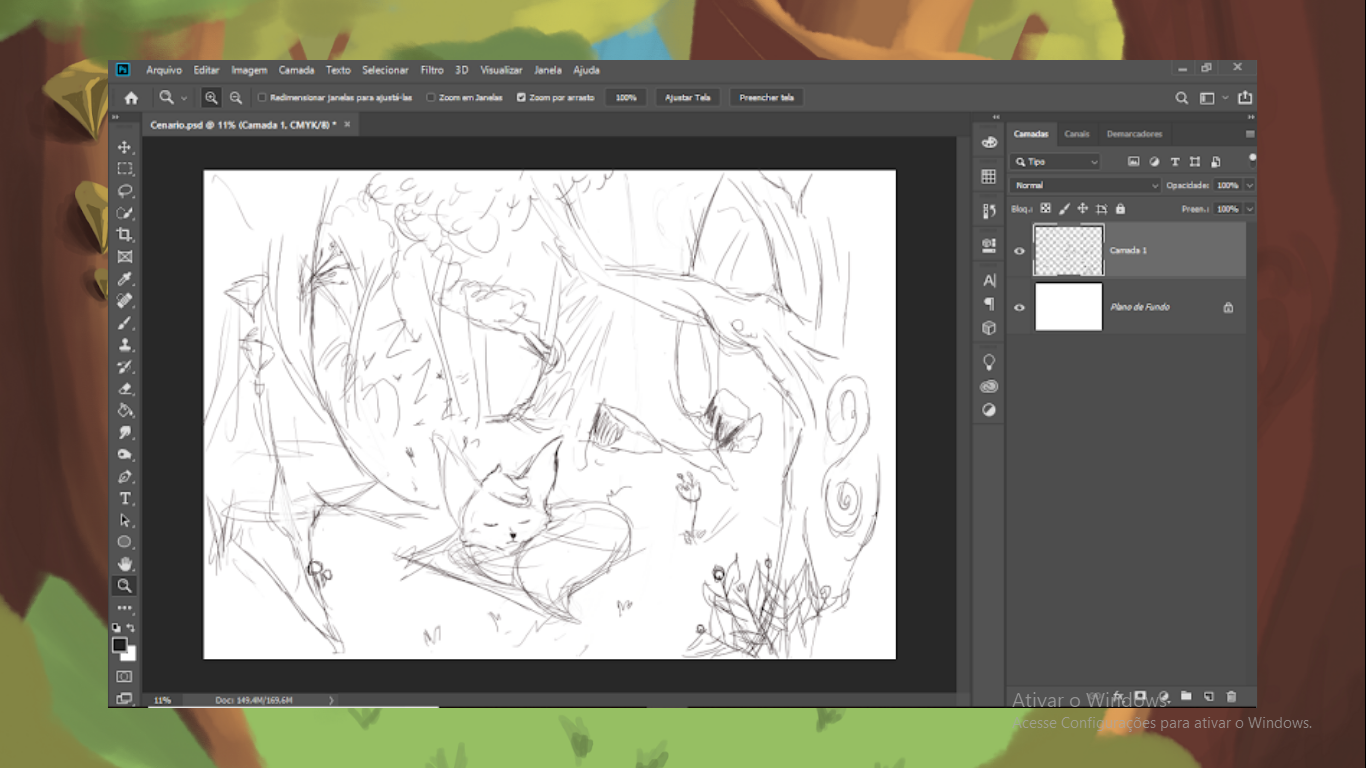 Ps Arquivo Editar Imagem Camada Texto Selecionar Filtro 3D Visualizar Janela Ajuda
Redimensionar janelas para ajustá-las Zoom em Janelas Zoom por arrasto 100% Ajustar Tela Preencher tela
Cenario.psd @ 11% (Camada 1, CMYK/8) *
Camadas Canais Demarcadores
Tipo
Normal Opacidade: 100%
Bloq.: Preen.: 100%
Camada 1
Plano de Fundo
11% Doc: 149,4M/169,6M
Ativar o Windows
Acesse Configurações para ativar o Windows.